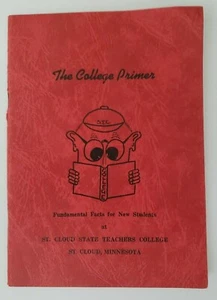 The College Primer
Fundamental Facts for New Students
at
ST. CLOUD STATE TEACHERS COLLEGE
ST. CLOUD, MINNESOTA